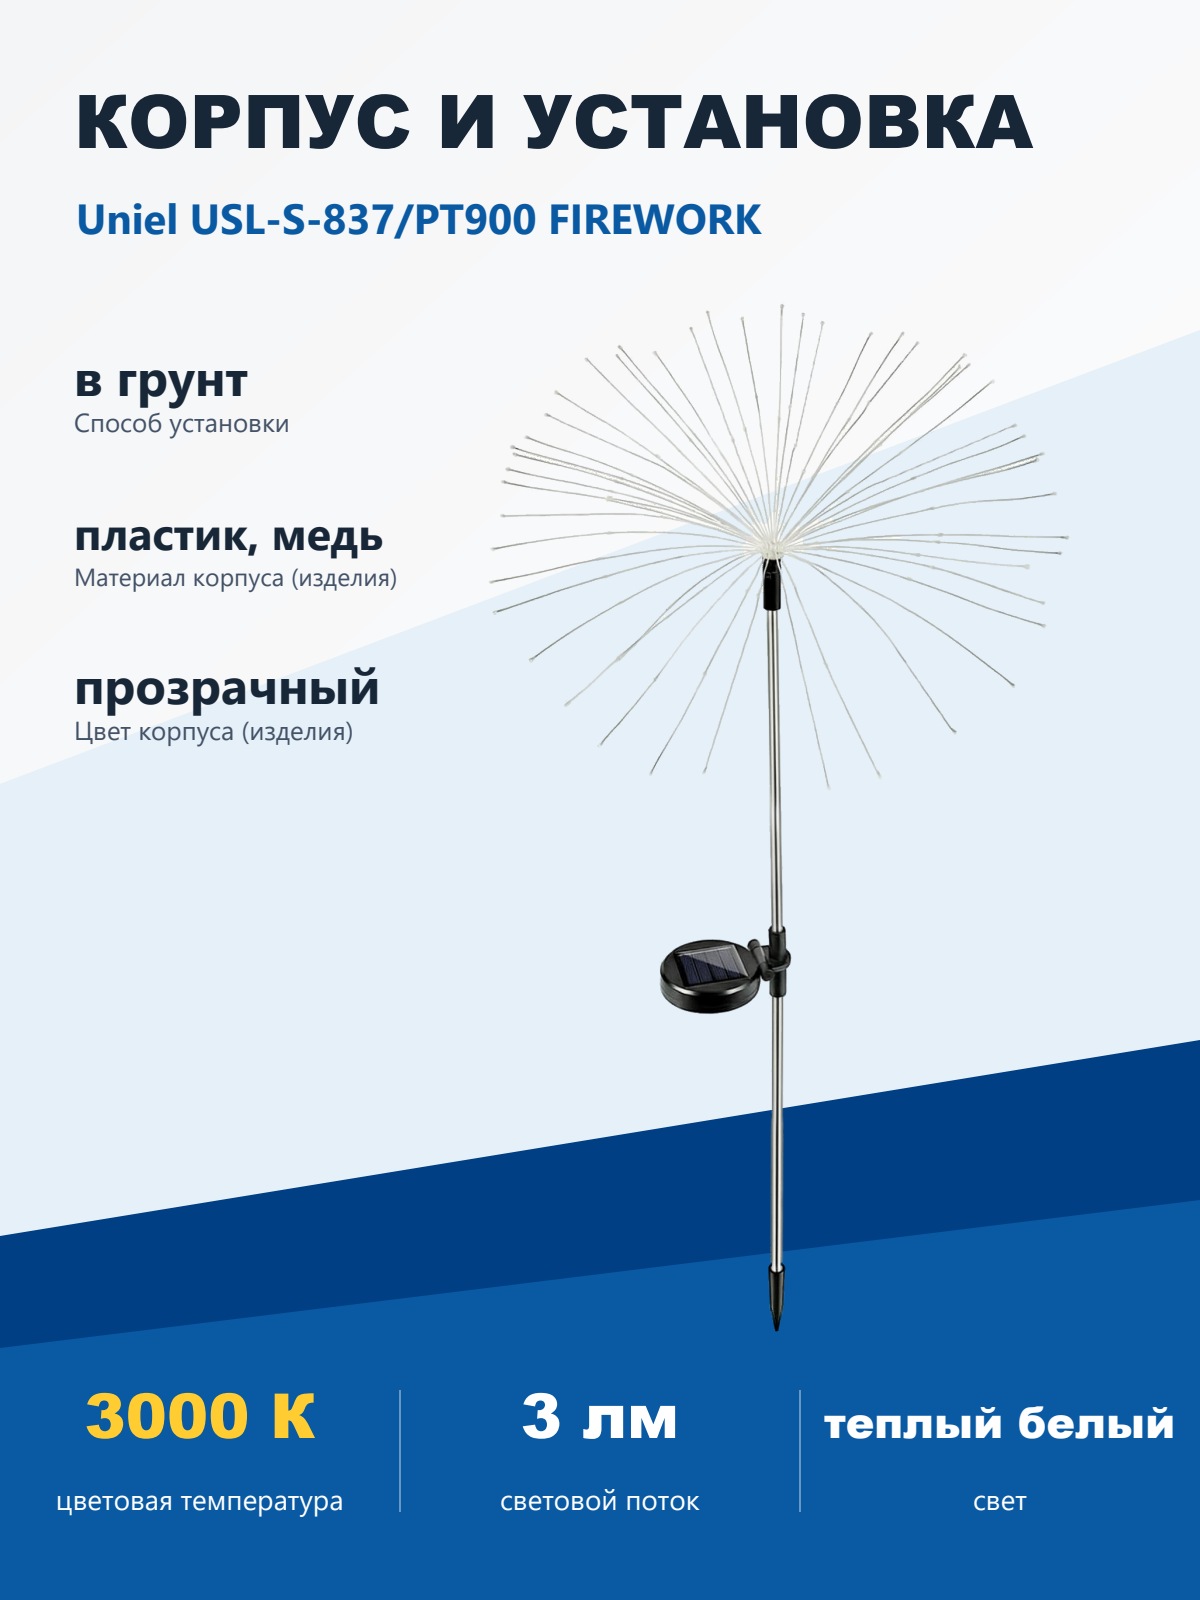 КОРПУС И УСТАНОВКА
Uniel USL-S-837/PT900 FIREWORK
в грунт
Способ установки
пластик, медь
Материал корпуса (изделия)
прозрачный
Цвет корпуса (изделия)
3000 К
цветовая температура
3 лм
световой поток
теплый белый
свет